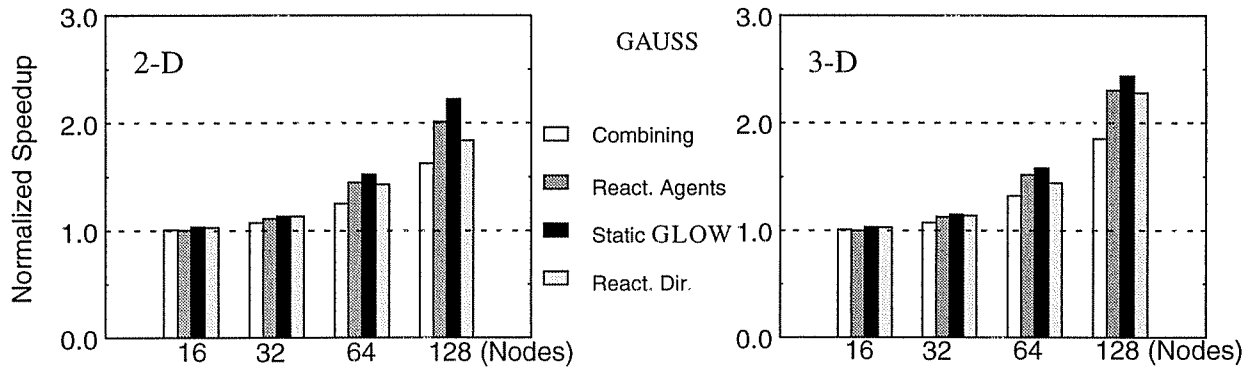 GAUSS
Normalized Speedup
3.0
2.0
1.0
0.0
2-D
16 32 64 128 (Nodes)
Combining
React. Agents
Static GLOW
React. Dir.
3.0
2.0
1.0
0.0
3-D
16 32 64 128 (Nodes)